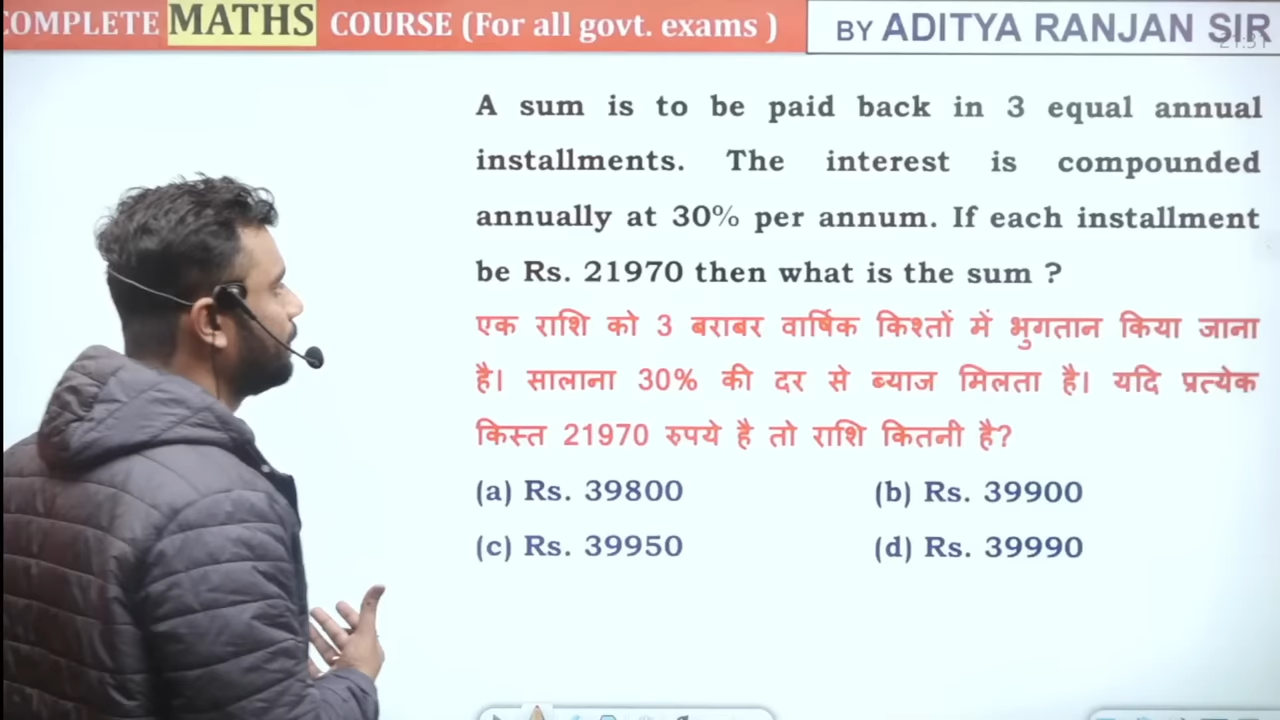 COMPLETE MATHS COURSE (For all govt. exams )
BY ADITYA RANJAN SIR
21:31
A sum is to be paid back in 3 equal annual
installments. The interest is compounded
annually at 30% per annum. If each installment
be Rs. 21970 then what is the sum ?
एक राशि को 3 बराबर वार्षिक किश्तों में भुगतान किया जाना
है। सालाना 30% की दर से ब्याज मिलता है। यदि प्रत्येक
किस्त 21970 रुपये है तो राशि कितनी है?
(a) Rs. 39800 (b) Rs. 39900
(c) Rs. 39950 (d) Rs. 39990